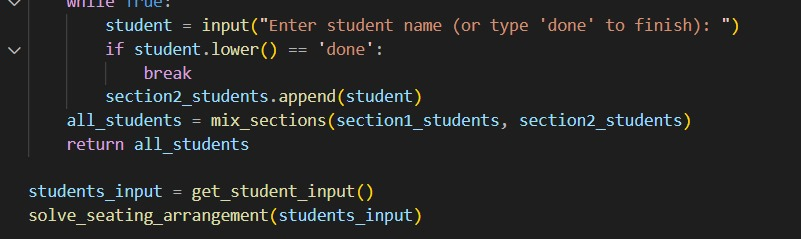 while True:
student = input("Enter student name (or type 'done' to finish): ")
if student.lower() == 'done':
break
section2_students.append(student)
all_students = mix_sections(section1_students, section2_students)
return all_students
students_input = get_student_input()
solve_seating_arrangement(students_input)